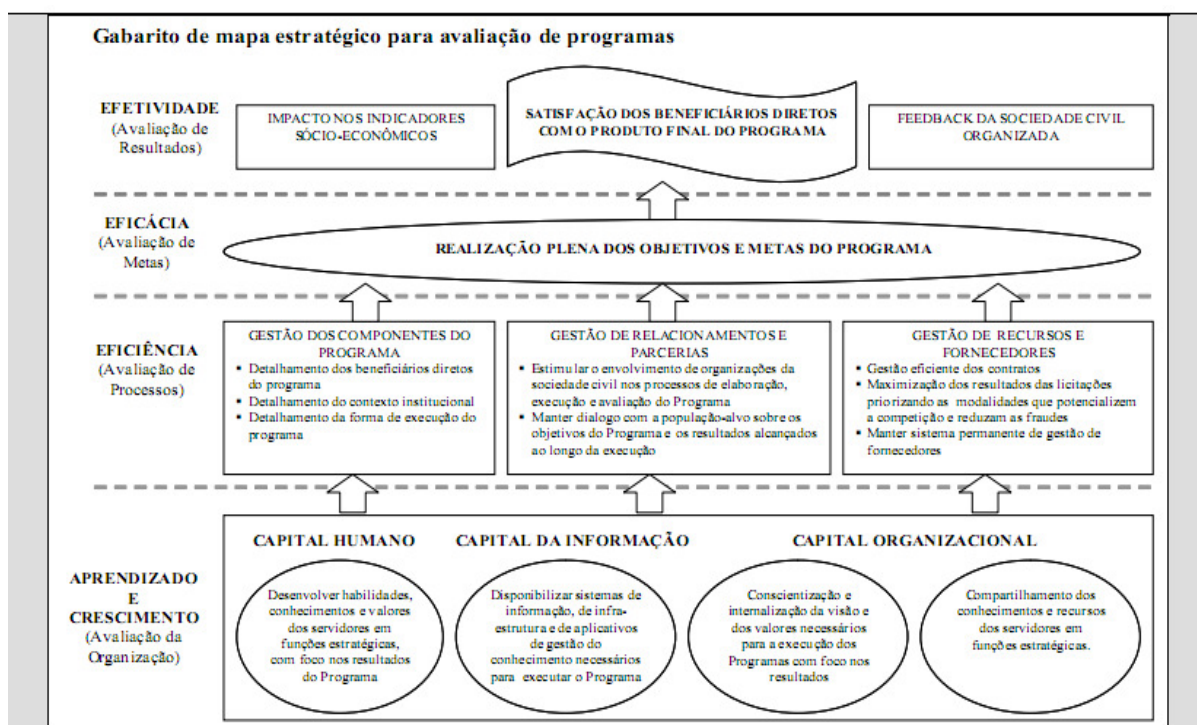 Gabarito de mapa estratégico para avaliação de programas
EFETIVIDADE
(Avaliação de
Resultados)
IMPACTO NOS INDICADORES
SÓCIO-ECONÔMICOS
SATISFAÇÃO DOS BENEFICIÁRIOS DIRETOS
COM O PRODUTO FINAL DO PROGRAMA
FEEDBACK DA SOCIEDADE CIVIL
ORGANIZADA
EFICÁCIA
(Avaliação de
Metas)
REALIZAÇÃO PLENA DOS OBJETIVOS E METAS DO PROGRAMA
EFICIÊNCIA
(Avaliação de
Processos)
GESTÃO DOS COMPONENTES DO
PROGRAMA
▪ Detalhamento dos beneficiários diretos
do programa
▪ Detalhamento do contexto institucional
▪ Detalhamento da forma de execução do
programa
GESTÃO DE RELACIONAMENTOS E
PARCERIAS
▪ Estimular o envolvimento de organizações da
sociedade civil nos processos de elaboração,
execução e avaliação do Programa
▪ Manter dialogo com a população-alvo sobre os
objetivos do Programa e os resultados alcançados
ao longo da execução
GESTÃO DE RECURSOS E
FORNECEDORES
▪ Gestão eficiente dos contratos
▪ Maximização dos resultados das licitações
priorizando as modalidades que potencializem
a competição e reduzam as fraudes
▪ Manter sistema permanente de gestão de
fornecedores
APRENDIZADO
E
CRESCIMENTO
(Avaliação da
Organização)
CAPITAL HUMANO
Desenvolver habilidades,
conhecimentos e valores
dos servidores em
funções estratégicas,
com foco nos resultados
do Programa
CAPITAL DA INFORMAÇÃO
Disponibilizar sistemas de
informação, de infra-
estrutura e de aplicativos
de gestão do
conhecimento necessários
para executar o Programa
CAPITAL ORGANIZACIONAL
Conscientização e
internalização da visão e
dos valores necessários
para a execução dos
Programas com foco nos
resultados
Compartilhamento dos
conhecimentos e recursos
dos servidores em
funções estratégicas.